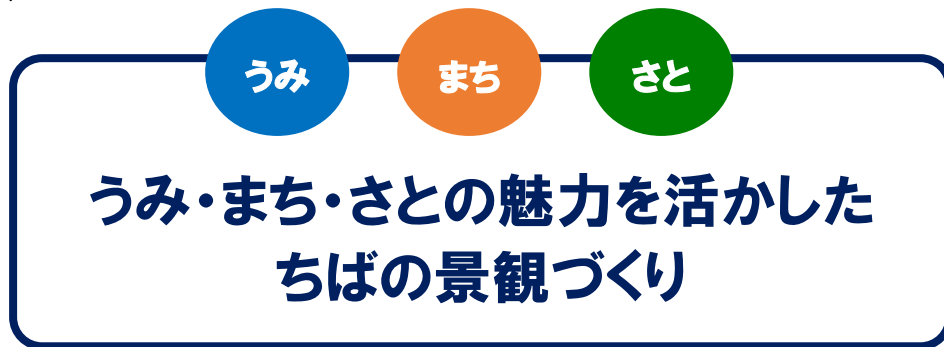 うみ
まち
さと
うみ・まち・さとの魅力を活かした
ちばの景観づくり